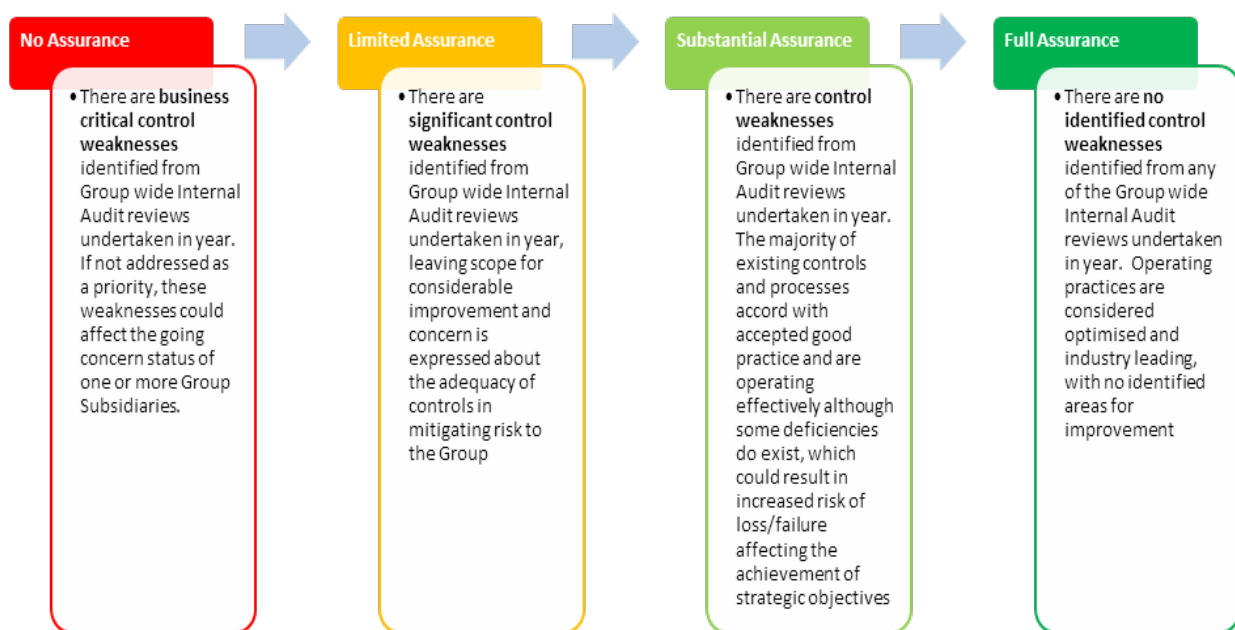 No Assurance
• There are business
critical control
weaknesses
identified from
Group wide Internal
Audit reviews
undertaken in year.
If not addressed as
a priority, these
weaknesses could
affect the going
concern status of
one or more Group
Subsidiaries.
Limited Assurance
• There are
significant control
weaknesses
identified from
Group wide Internal
Audit reviews
undertaken in year,
leaving scope for
considerable
improvement and
concern is
expressed about
the adequacy of
controls in
mitigating risk to
the Group
Substantial Assurance
• There are control
weaknesses
identified from
Group wide Internal
Audit reviews
undertaken in year.
The majority of
existing controls
and processes
accord with
accepted good
practice and are
operating
effectively although
some deficiencies
do exist, which
could result in
increased risk of
loss/failure
affecting the
achievement of
strategic objectives
Full Assurance
• There are no
identified control
weaknesses
identified from any
of the Group wide
Internal Audit
reviews undertaken
in year.  Operating
practices are
considered
optimised and
industry leading,
with no identified
areas for
improvement